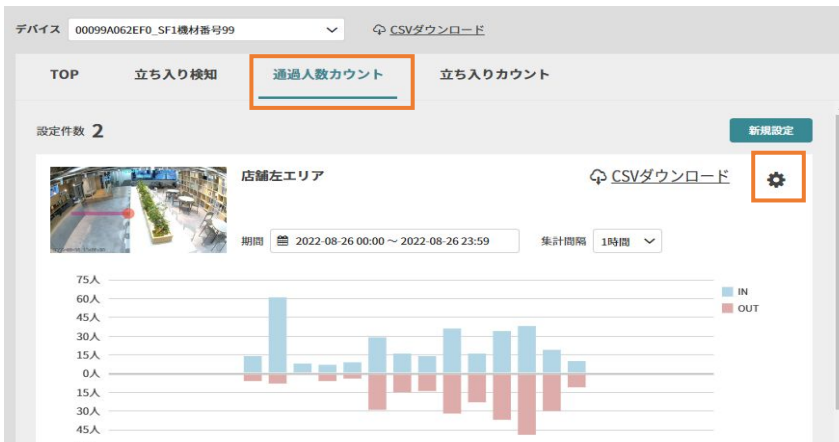 デバイス 00099A062EF0_SF1機材番号99 CSVダウンロード
TOP 立ち入り検知 通過人数カウント 立ち入りカウント
設定件数 2 新規設定
店舗左エリア CSVダウンロード
期間 2022-08-26 00:00 ~ 2022-08-26 23:59 集計間隔 1時間
75人
60人
45人
30人
15人
0人
15人
30人
45人
IN
OUT